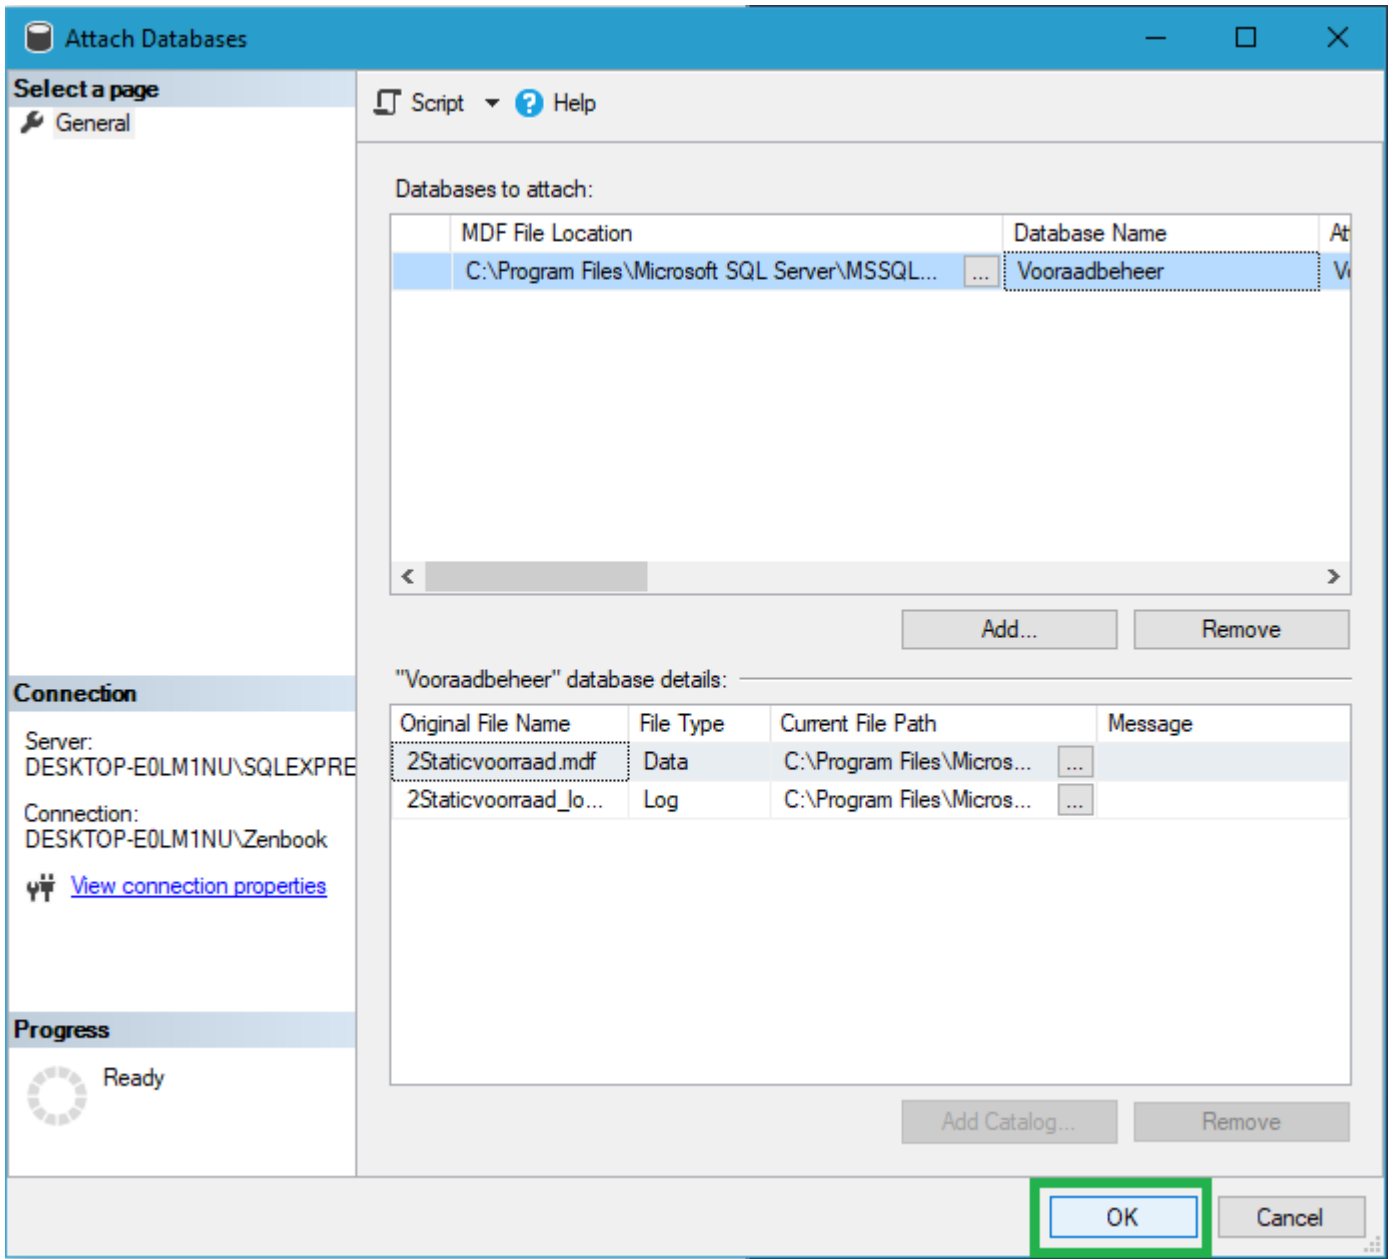 Attach Databases
Select a page
General
Script
Help
Databases to attach:
MDF File Location Database Name
C:\Program Files\Microsoft SQL Server\MSSQL... ... Vooraadbeheer
Add... Remove
"Vooraadbeheer" database details:
Original File Name File Type Current File Path Message
2Staticvoorraad.mdf Data C:\Program Files\Micros... ...
2Staticvoorraad_lo... Log C:\Program Files\Micros... ...
Add Catalog... Remove
Connection
Server:
DESKTOP-E0LM1NU\SQLEXPRE
Connection:
DESKTOP-E0LM1NU\Zenbook
View connection properties
Progress
Ready
OK Cancel